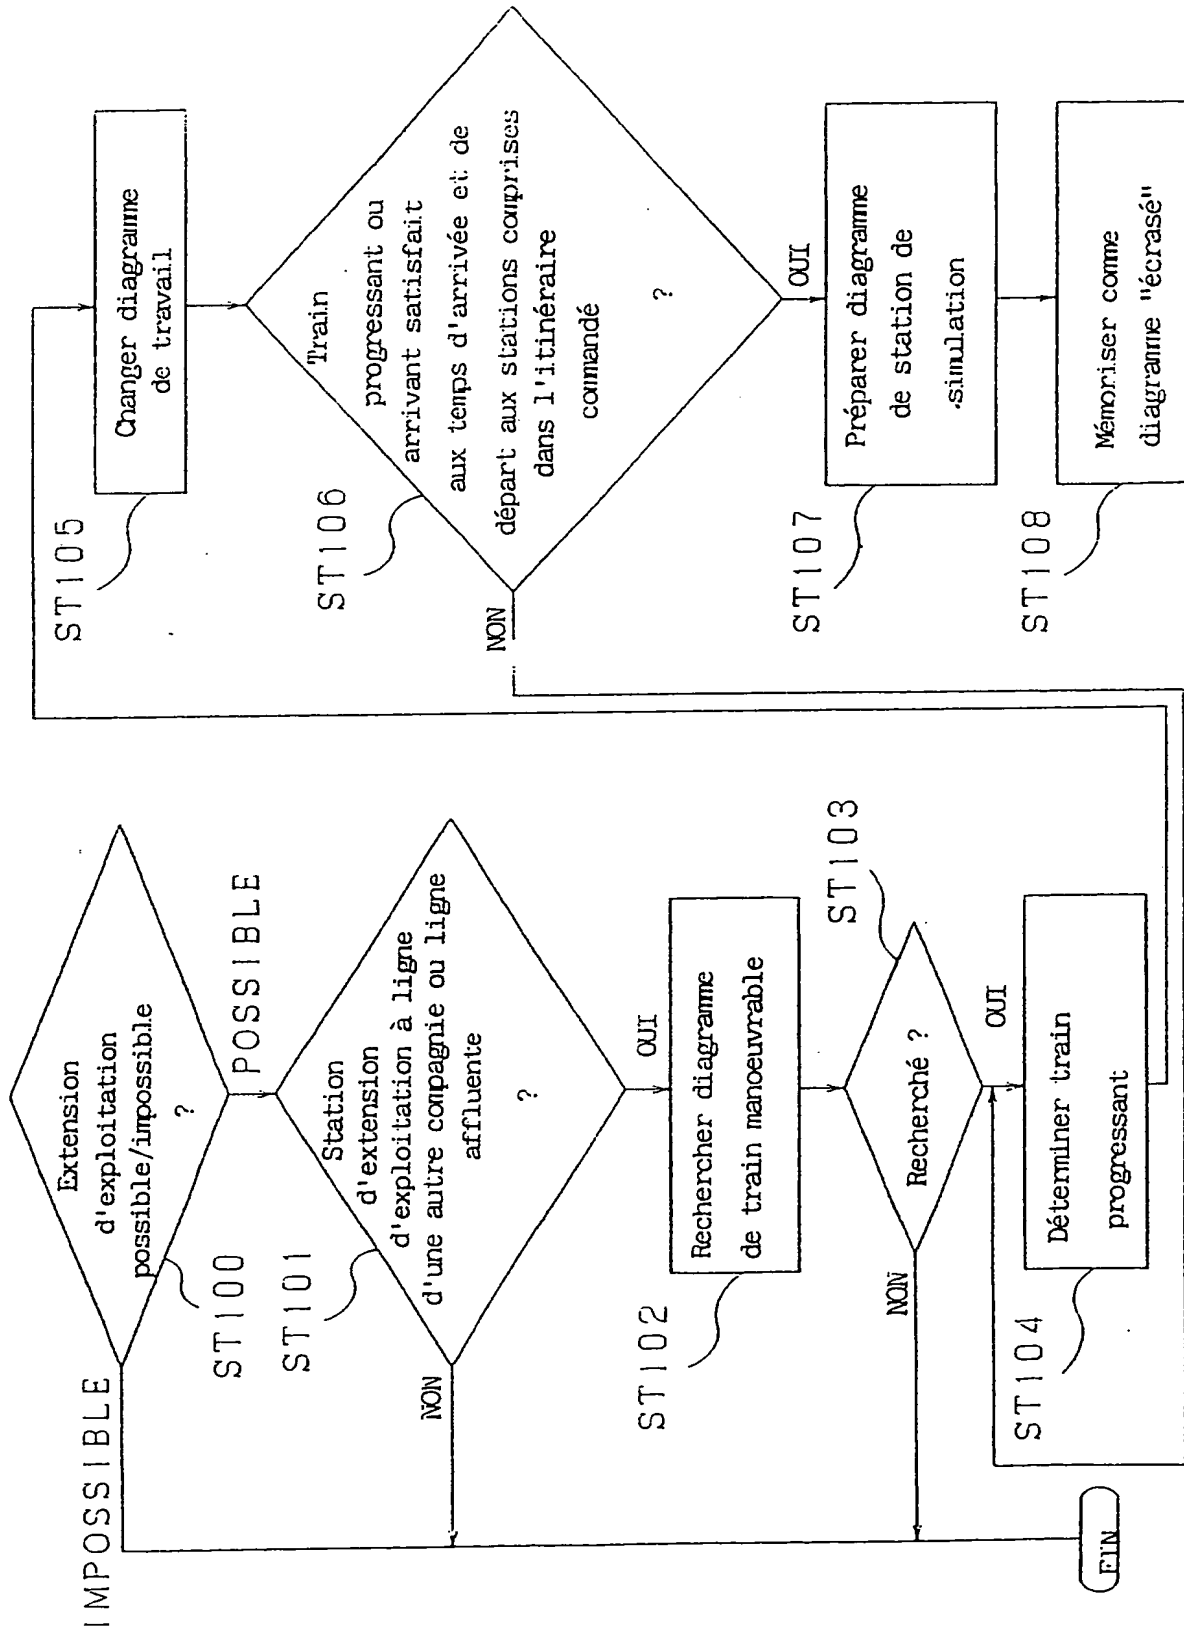 IMPOSSIBLE
Extension
d'exploitation
possible/impossible
?
ST100
POSSIBLE
Station
d'extension
d'exploitation à ligne
d'une autre compagnie ou ligne
affluente
?
ST101
NON
OUI
Rechercher diagramme
de train manoeuvrable
ST102
Recherché ?
ST103
NON
OUI
Déterminer train
progressant
ST104
FIN
Changer diagramme
de travail
ST105
Train
progressant ou
arrivant satisfait
aux temps d'arrivée et de
départ aux stations comprises
dans l'itinéraire
commandé
?
ST106
NON
OUI
Préparer diagramme
de station de
simulation
ST107
Mémoriser comme
diagramme "écrasé"
ST108